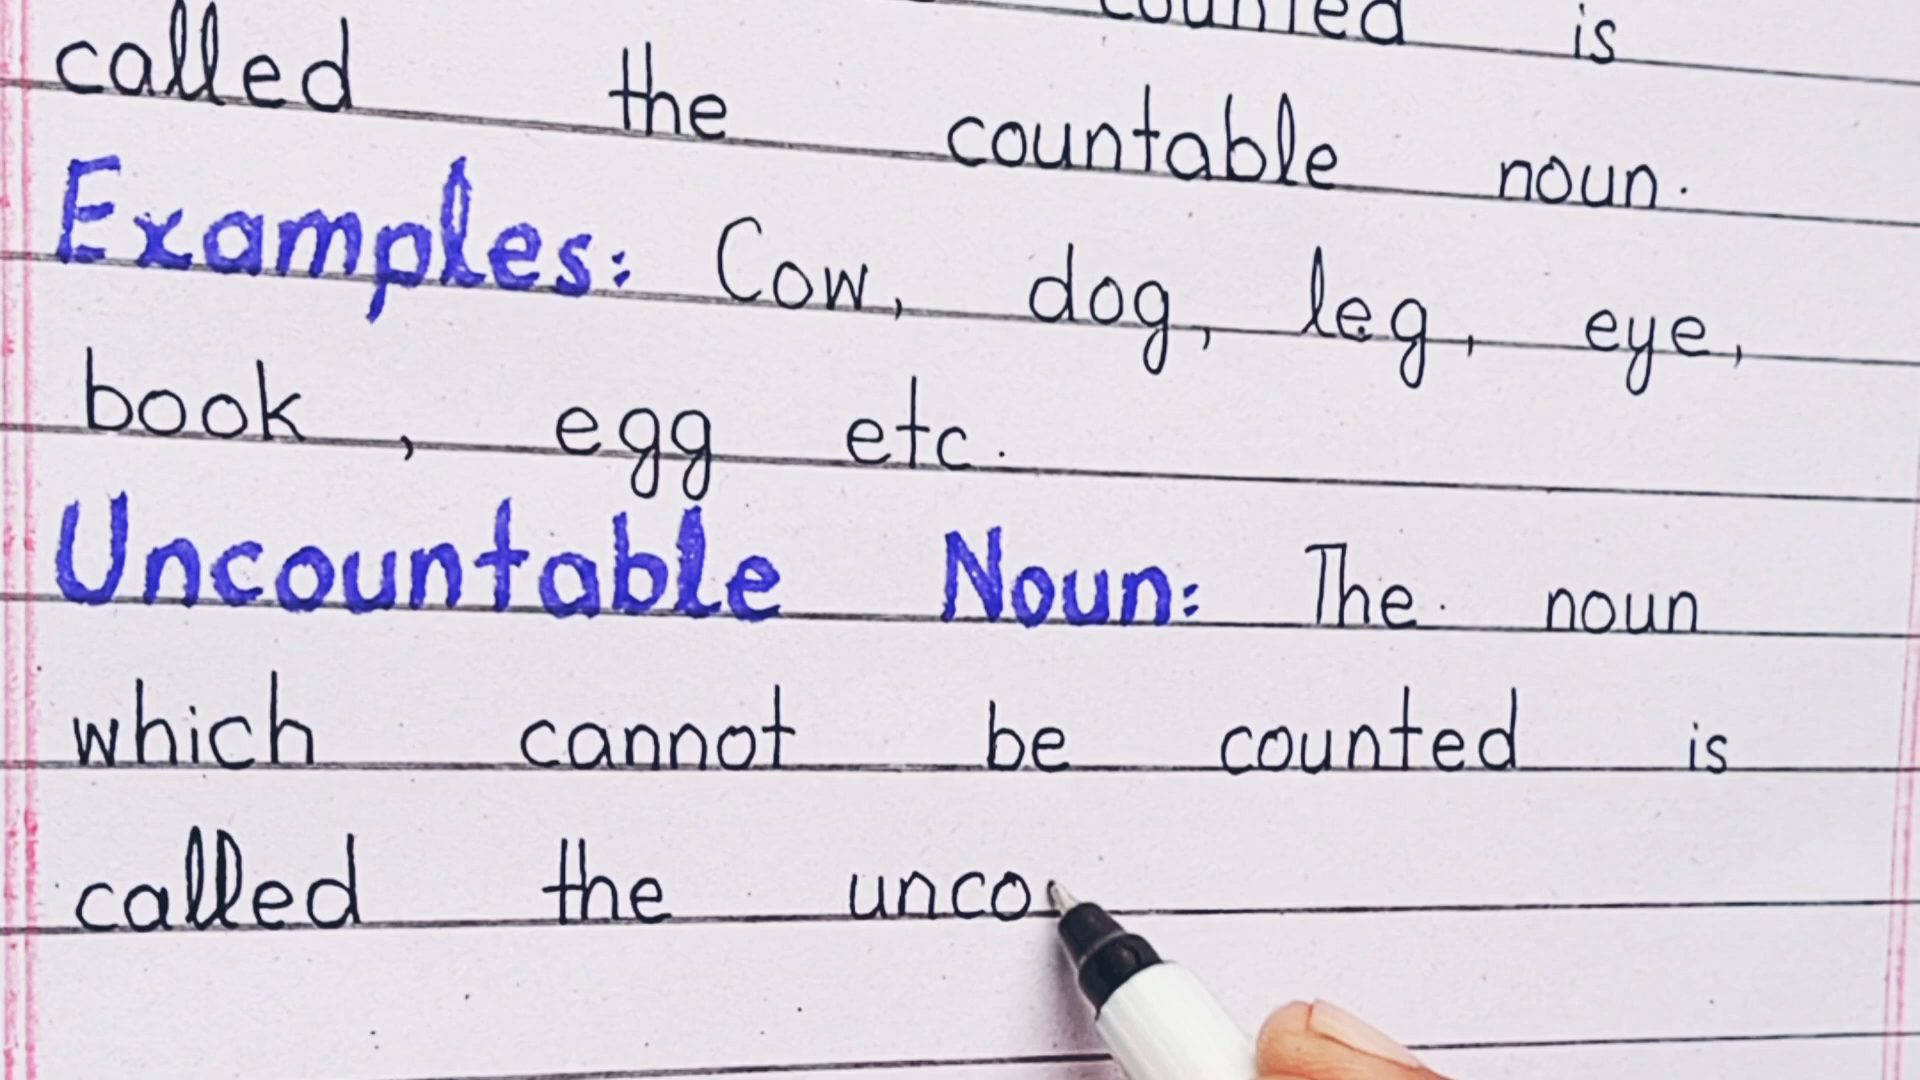 counted is
called the countable noun.
Examples: Cow, dog, leg, eye,
book, egg etc.
Uncountable Noun: The noun
which cannot be counted is
called the unco